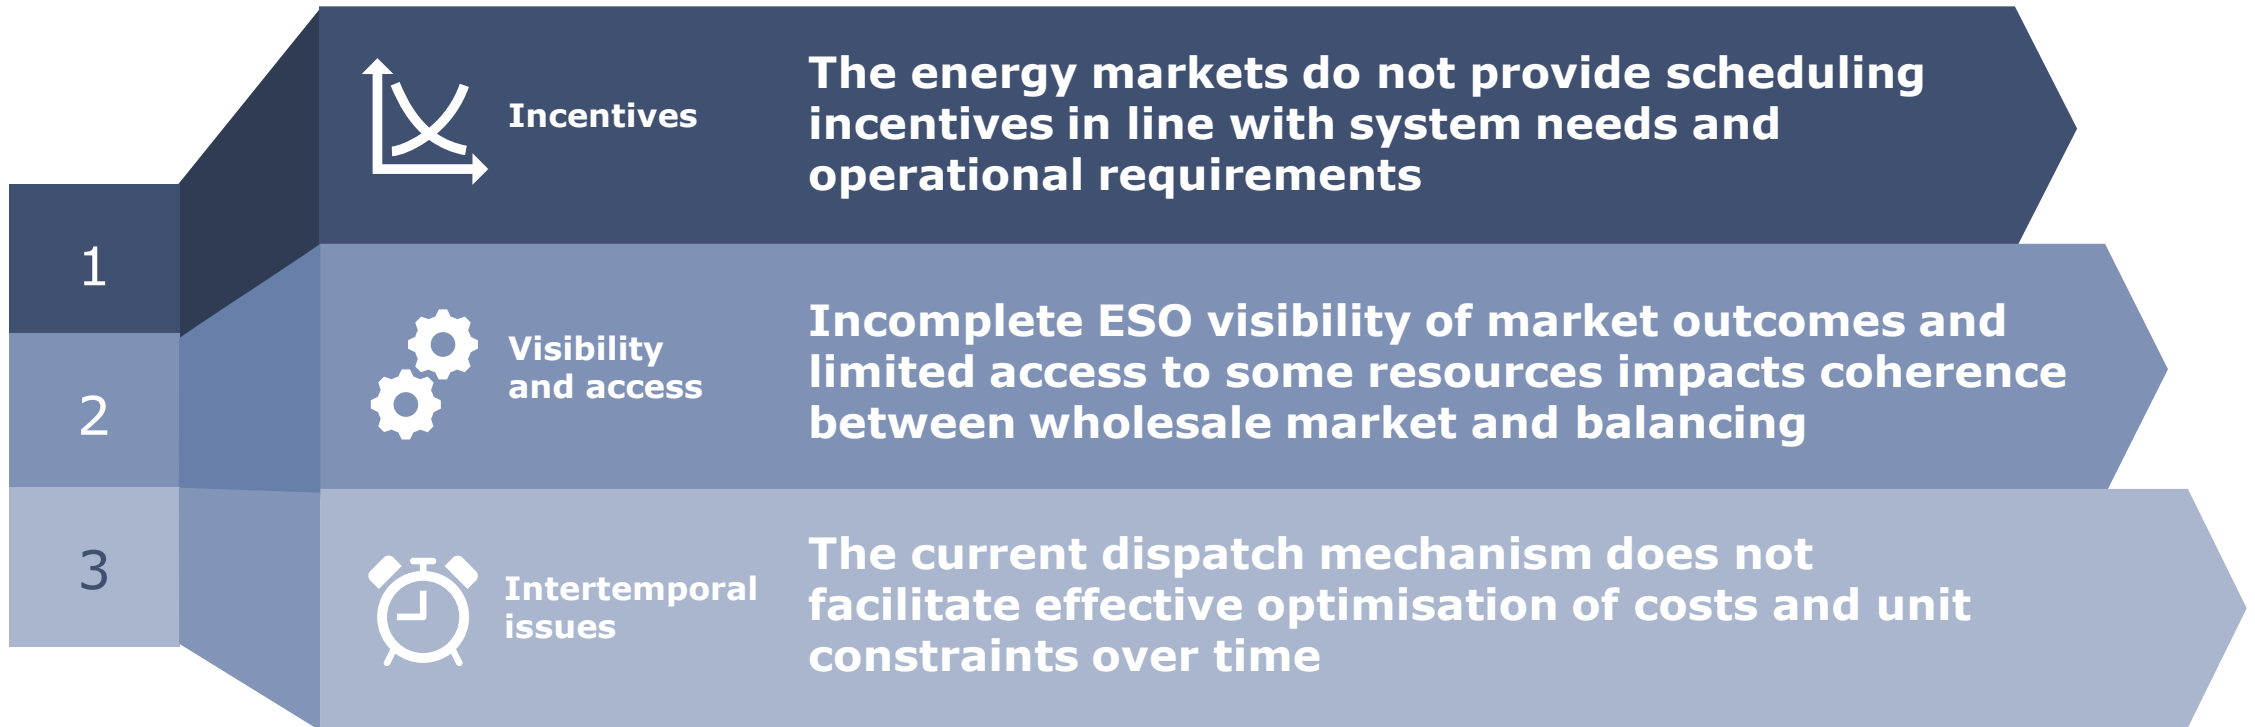 1
Incentives
The energy markets do not provide scheduling
incentives in line with system needs and
operational requirements
2
Visibility
and access
Incomplete ESO visibility of market outcomes and
limited access to some resources impacts coherence
between wholesale market and balancing
3
Intertemporal
issues
The current dispatch mechanism does not
facilitate effective optimisation of costs and unit
constraints over time